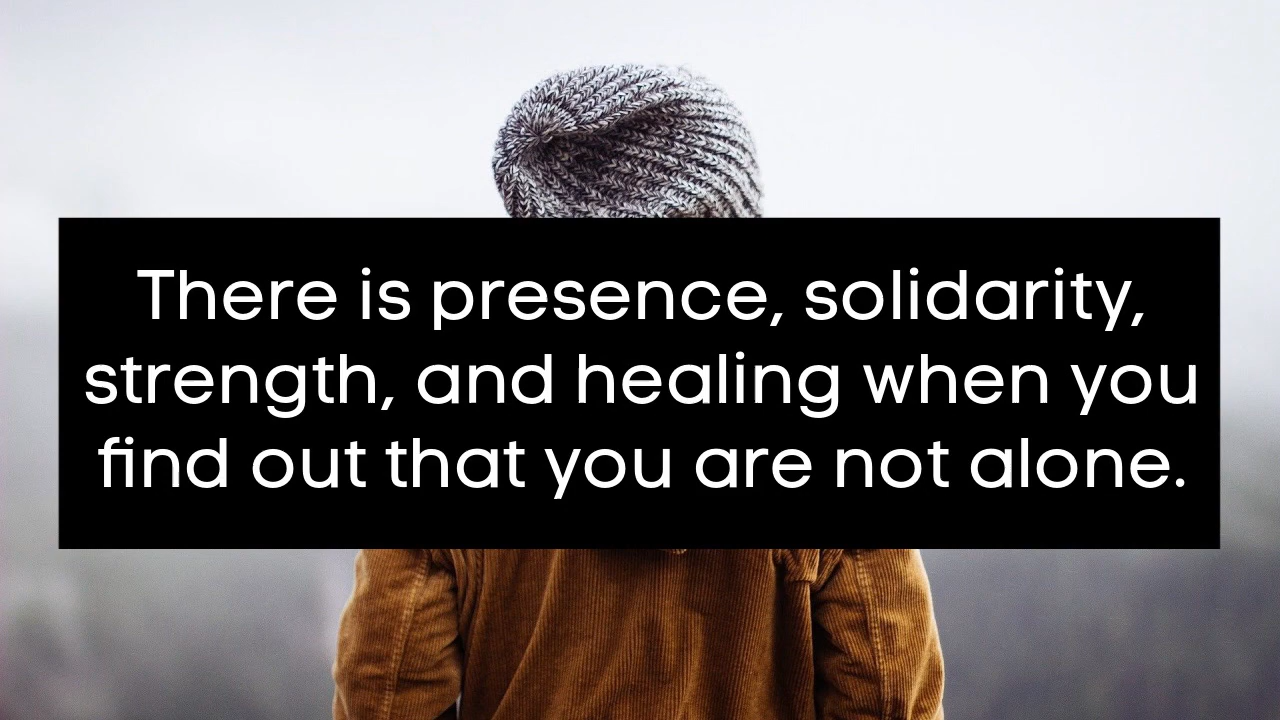 There is presence, solidarity,
strength, and healing when you
find out that you are not alone.